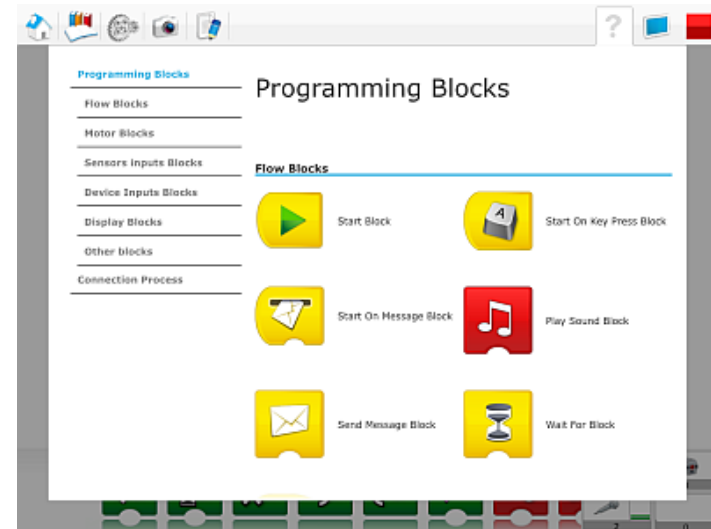 ?
Programming Blocks
Flow Blocks
Motor Blocks
Sensors inputs Blocks
Device Inputs Blocks
Display Blocks
Other blocks
Connection Process
Programming Blocks
Flow Blocks
Start Block
A
Start On Key Press Block
Start On Message Block
Play Sound Block
Send Message Block
Wait For Block
2
0